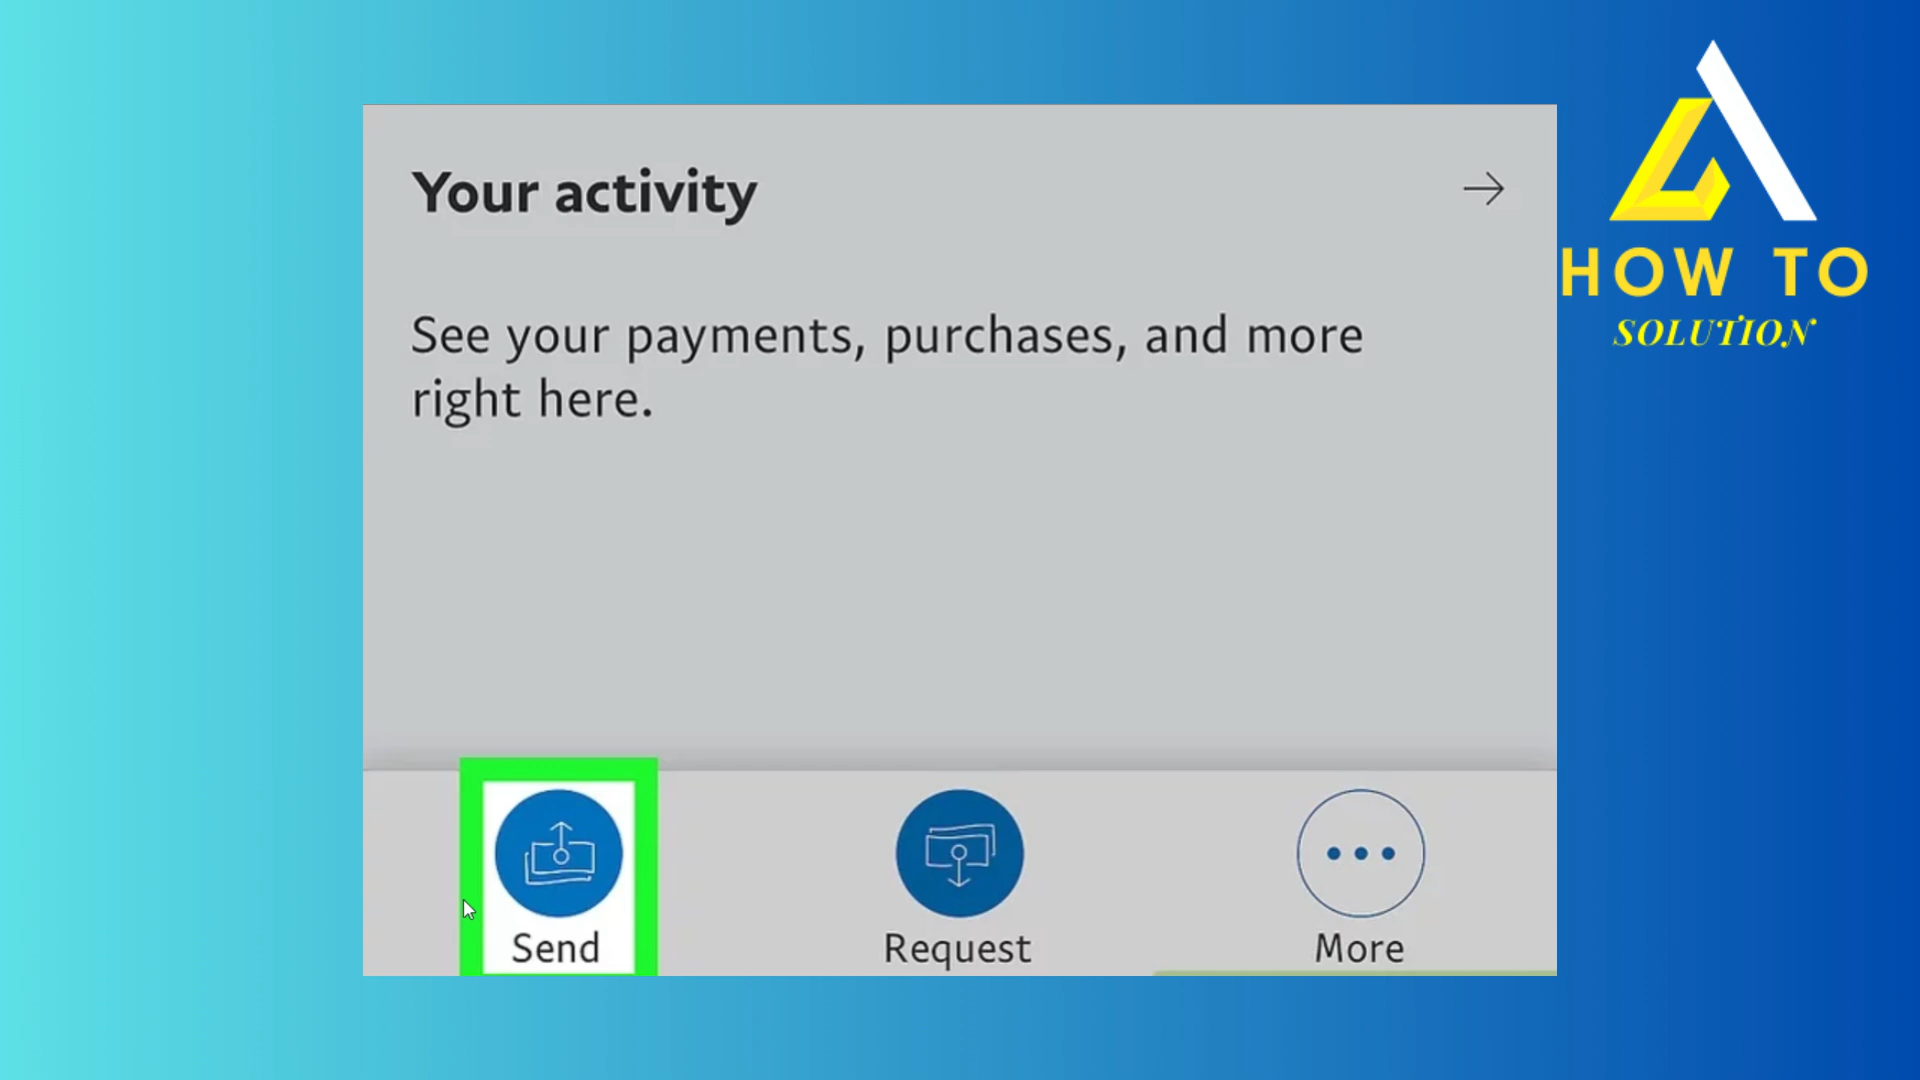 Your activity
HOW TO
SOLUTION
See your payments, purchases, and more
right here.
Send
Request
More